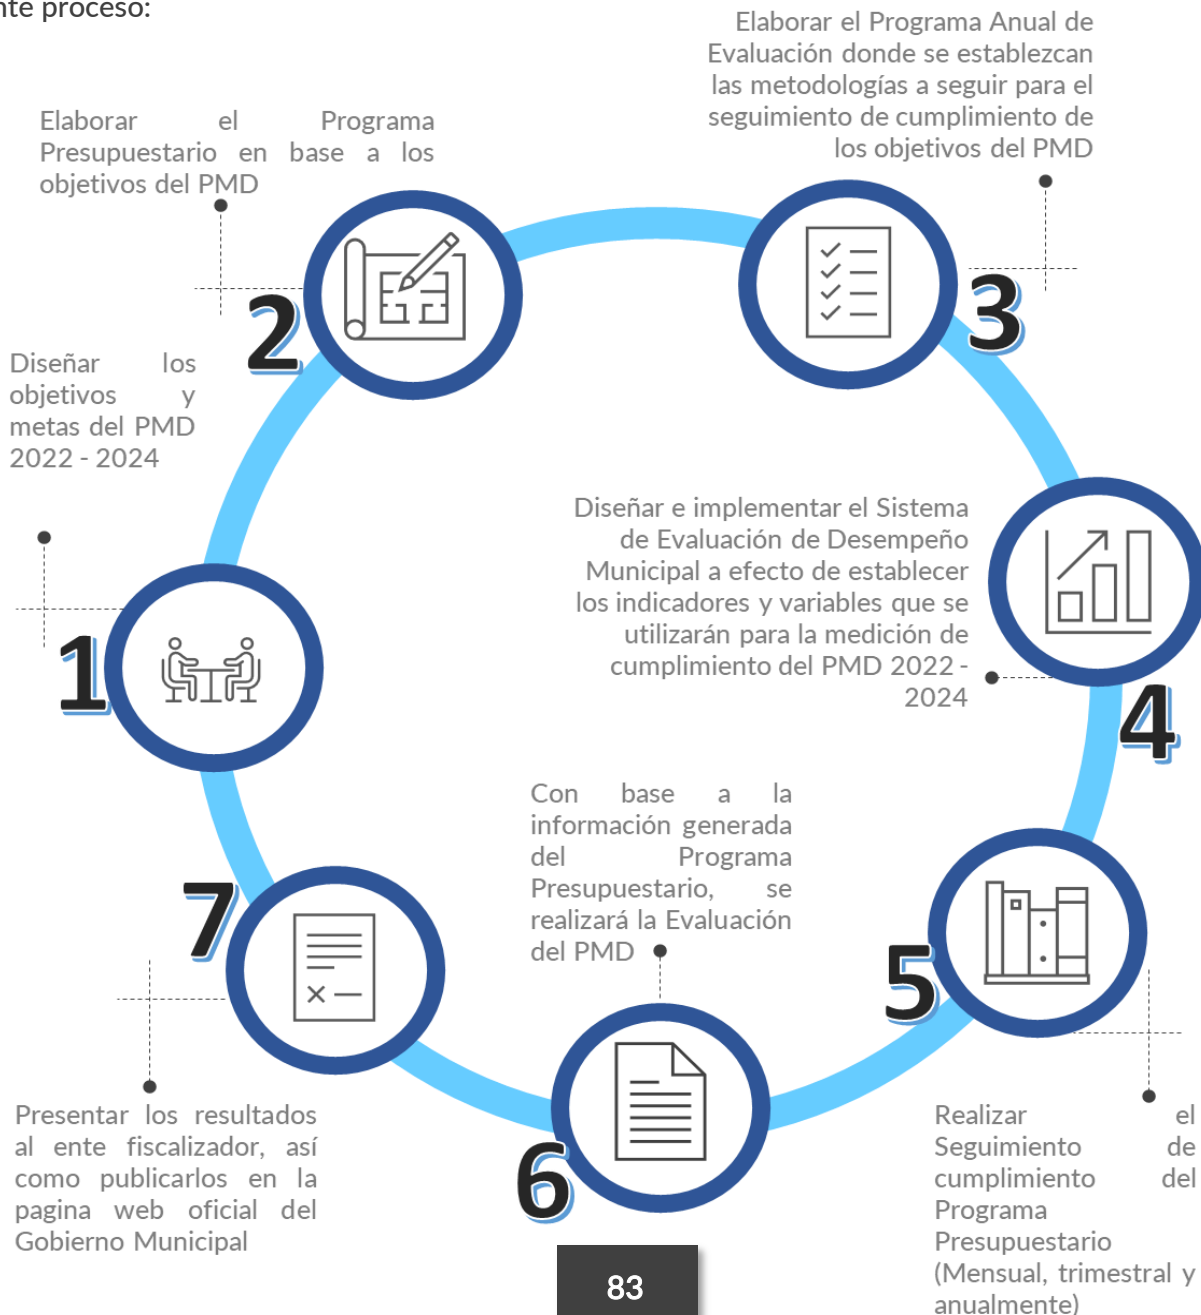 nte proceso:
Elaborar el Programa Anual de
Evaluación donde se establezcan
las metodologías a seguir para el
seguimiento de cumplimiento de
los objetivos del PMD
Elaborar el Programa
Presupuestario en base a los
objetivos del PMD
2
3
Diseñar los
objetivos y
metas del PMD
2022 - 2024
1
Diseñar e implementar el Sistema
de Evaluación de Desempeño
Municipal a efecto de establecer
los indicadores y variables que se
utilizarán para la medición de
cumplimiento del PMD 2022 -
2024
4
Con base a la
información generada
del Programa
Presupuestario, se
realizará la Evaluación
del PMD
7
5
6
Presentar los resultados
al ente fiscalizador, así
como publicarlos en la
pagina web oficial del
Gobierno Municipal
Realizar el
Seguimiento de
cumplimiento del
Programa
Presupuestario
(Mensual, trimestral y
anualmente)
83